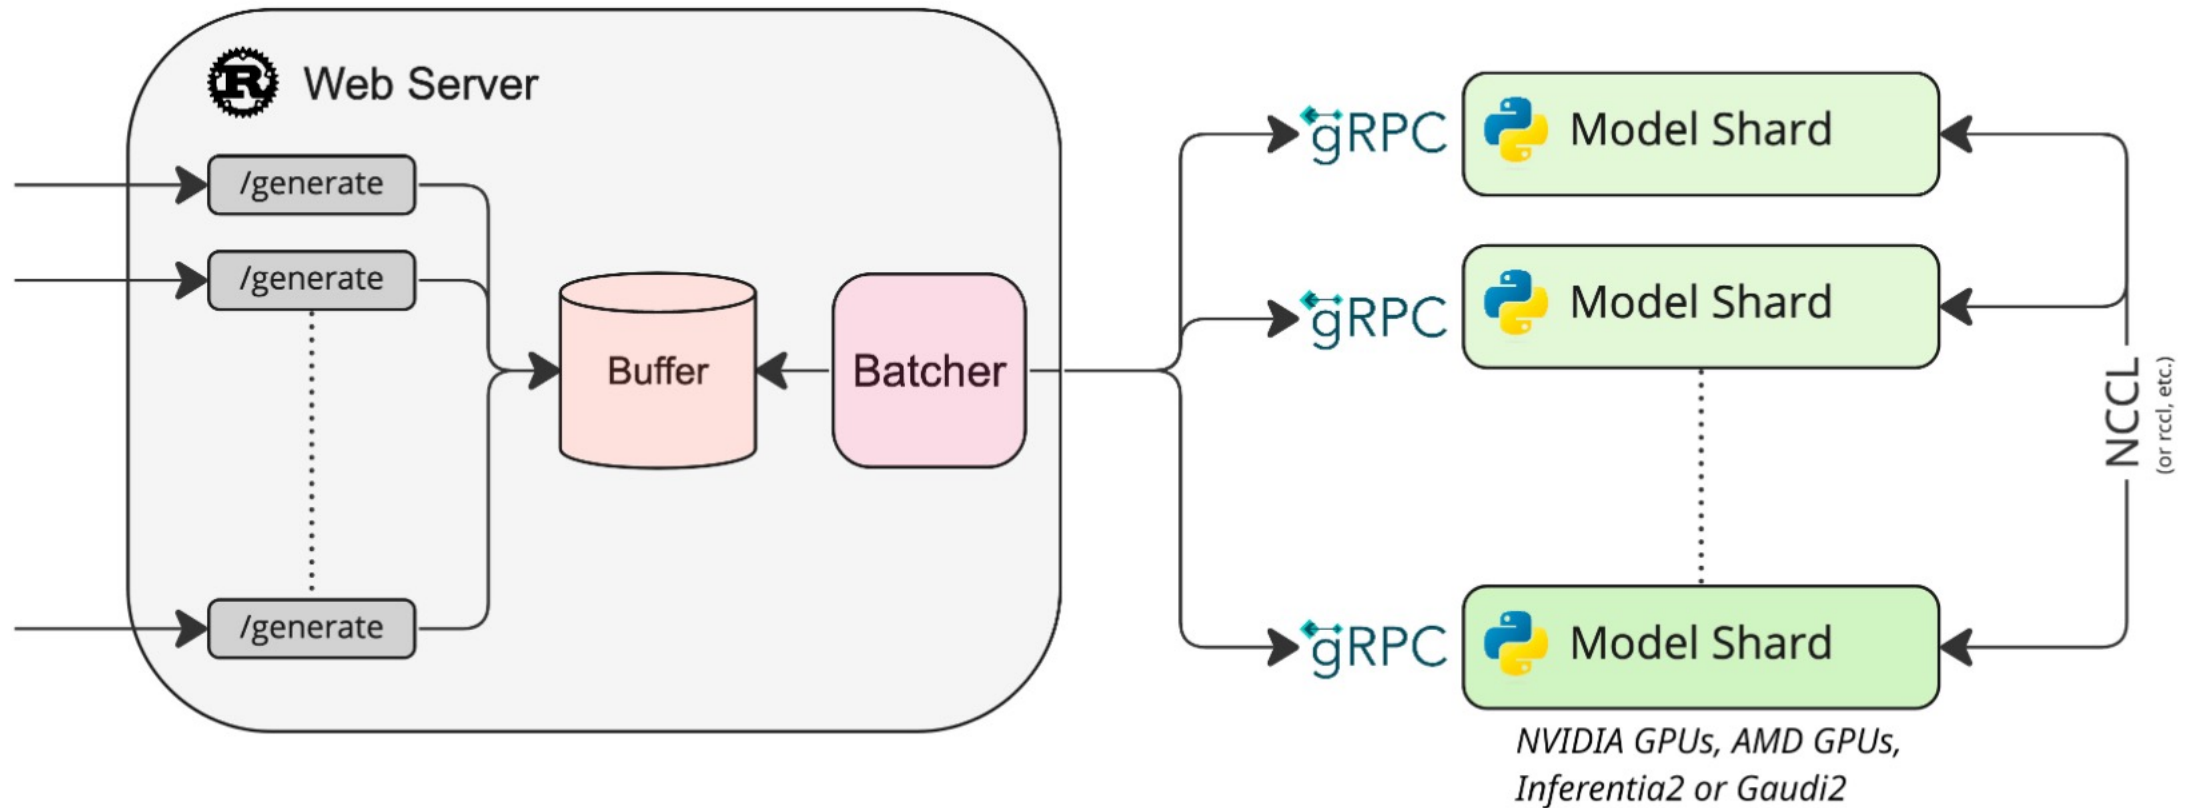 Web Server
/generate
/generate
/generate
Buffer
Batcher
gRPC
Model Shard
gRPC
Model Shard
gRPC
Model Shard
NVIDIA GPUs, AMD GPUs,
Inferentia2 or Gaudi2
NCCL
(or rccl, etc.)